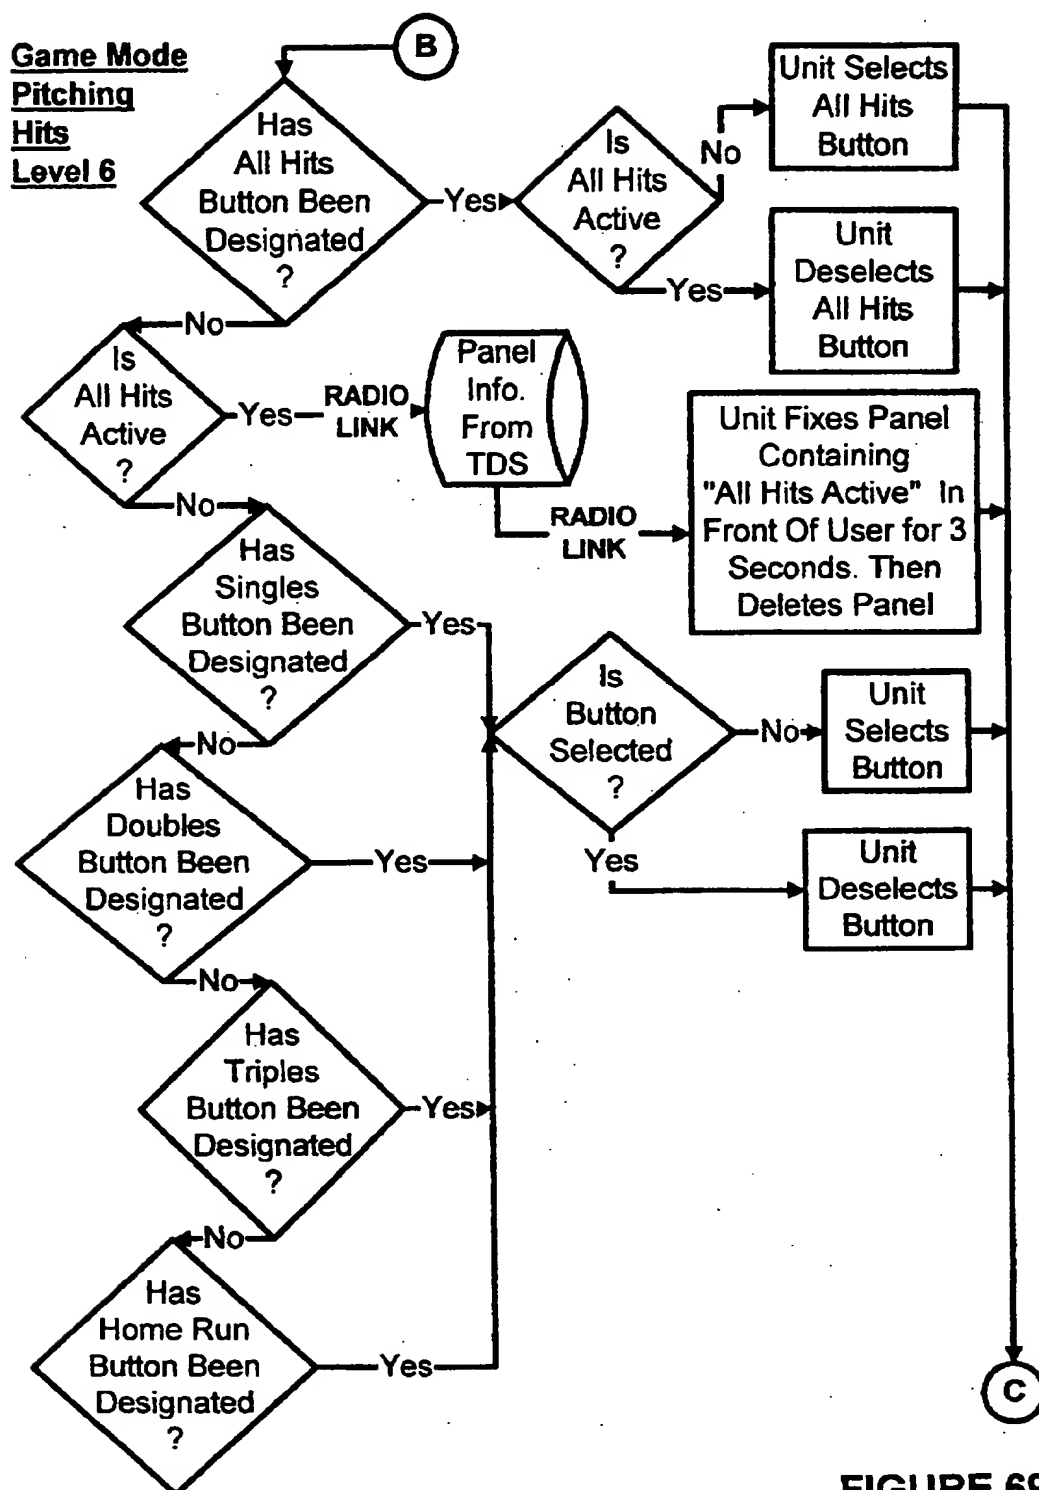 Game Mode
Pitching
Hits
Level 6
B
Has
All Hits
Button Been
Designated
?
Yes
Is
All Hits
Active
?
No
Unit Selects
All Hits
Button
Yes
Unit
Deselects
All Hits
Button
No
Is
All Hits
Active
?
Yes
RADIO
LINK
Panel
Info.
From
TDS
RADIO
LINK
Unit Fixes Panel
Containing
"All Hits Active" In
Front Of User for 3
Seconds. Then
Deletes Panel
No
Has
Singles
Button Been
Designated
?
Yes
Is
Button
Selected
?
No
Unit
Selects
Button
Yes
Unit
Deselects
Button
No
Has
Doubles
Button Been
Designated
?
Yes
No
Has
Triples
Button Been
Designated
?
Yes
No
Has
Home Run
Button Been
Designated
?
Yes
C
FIGURE 69